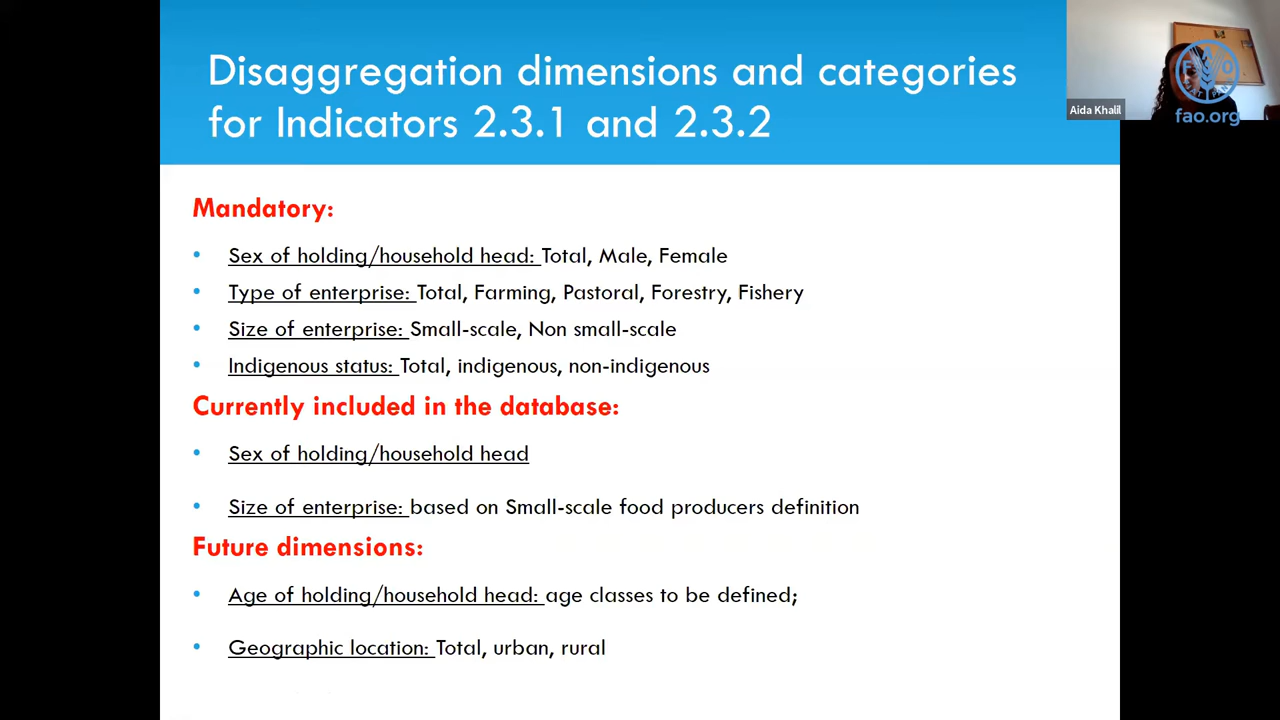 Disaggregation dimensions and categories
for Indicators 2.3.1 and 2.3.2
Aida Khalil
fao.org
Mandatory:
• Sex of holding/household head: Total, Male, Female
• Type of enterprise: Total, Farming, Pastoral, Forestry, Fishery
• Size of enterprise: Small-scale, Non small-scale
• Indigenous status: Total, indigenous, non-indigenous
Currently included in the database:
• Sex of holding/household head
• Size of enterprise: based on Small-scale food producers definition
Future dimensions:
• Age of holding/household head: age classes to be defined;
• Geographic location: Total, urban, rural